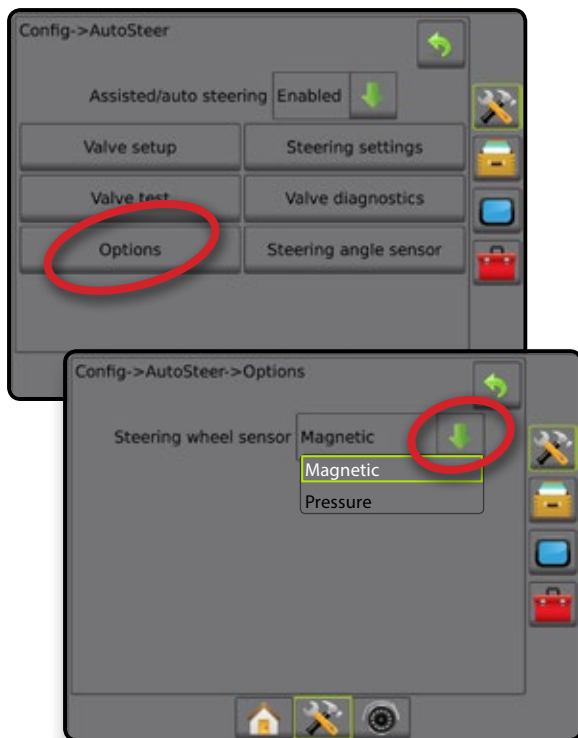 Config->AutoSteer
Assisted/auto steering Enabled
Valve setup Steering settings
Valve test Valve diagnostics
Options Steering angle sensor
Config->AutoSteer->Options
Steering wheel sensor Magnetic
Magnetic
Pressure